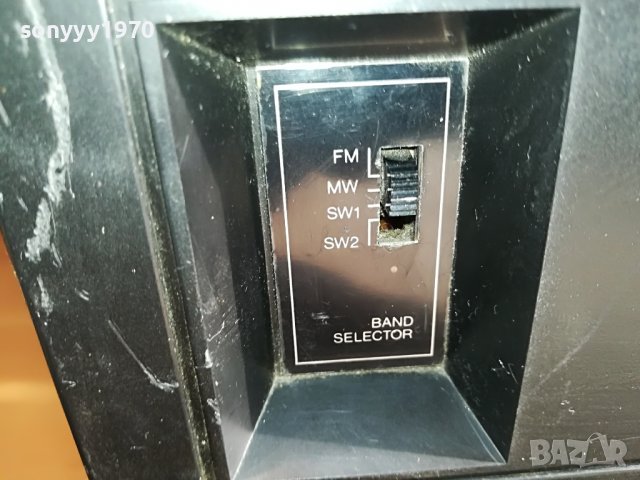 sonyyy1970
FM
MW
SW1
SW2
BAND
SELECTOR
BAZAR